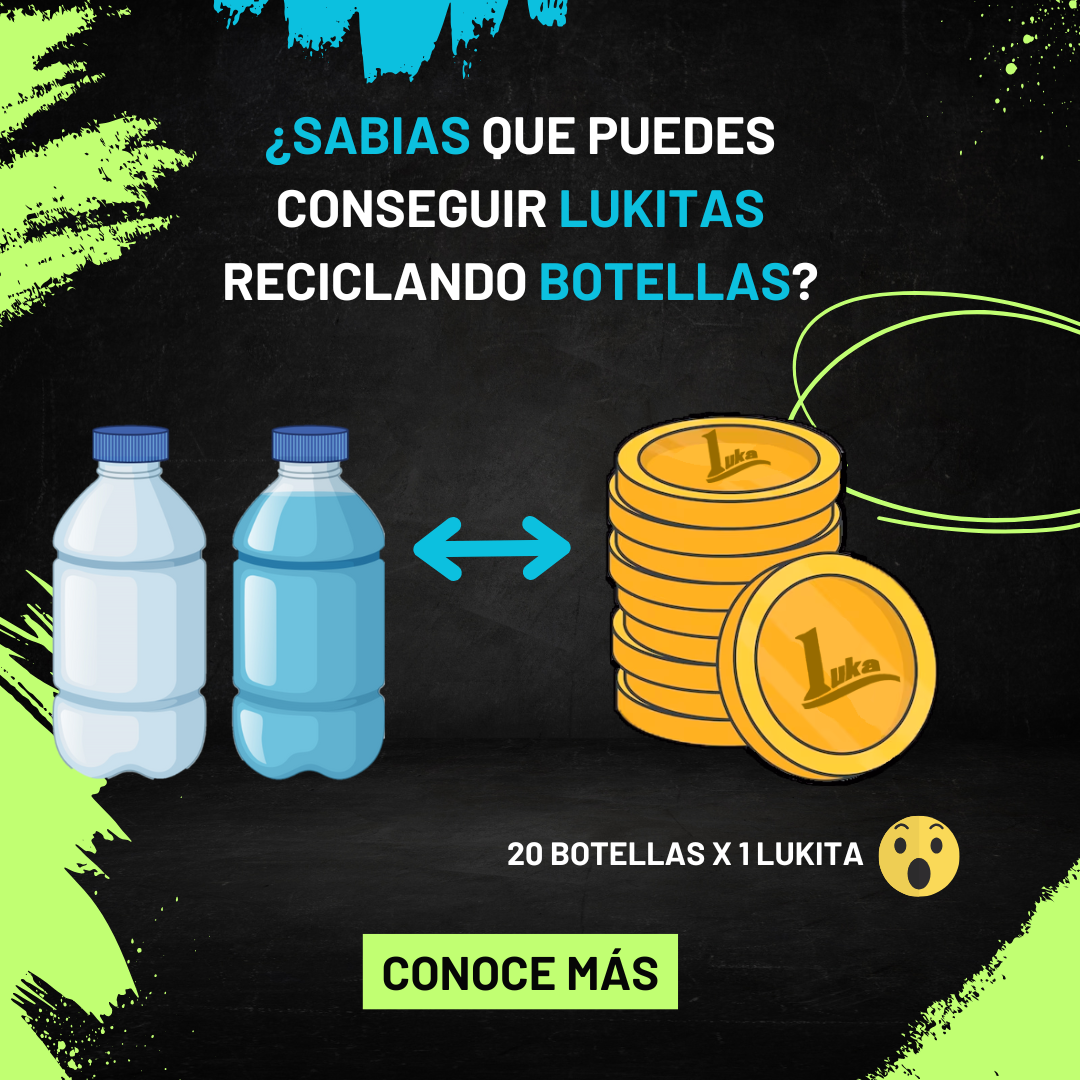 ¿SABIAS QUE PUEDES
CONSEGUIR LUKITAS
RECICLANDO BOTELLAS?
1uka
1uka
20 BOTELLAS X 1 LUKITA
CONOCE MÁS